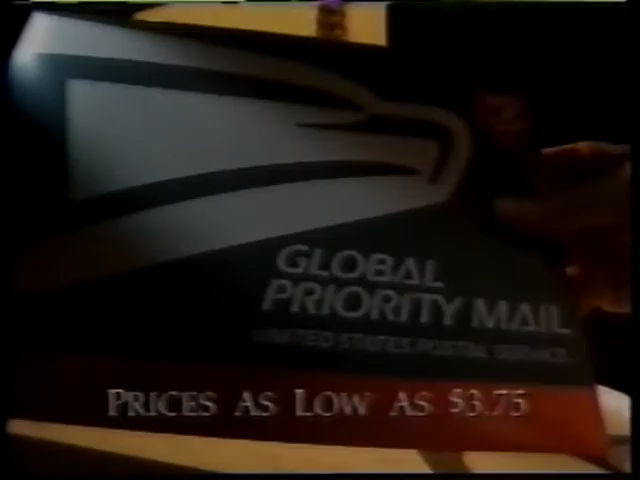 GLOBAL
PRIORITY MAIL
UNITED STATES POSTAL SERVICE
PRICES AS LOW AS $3.75